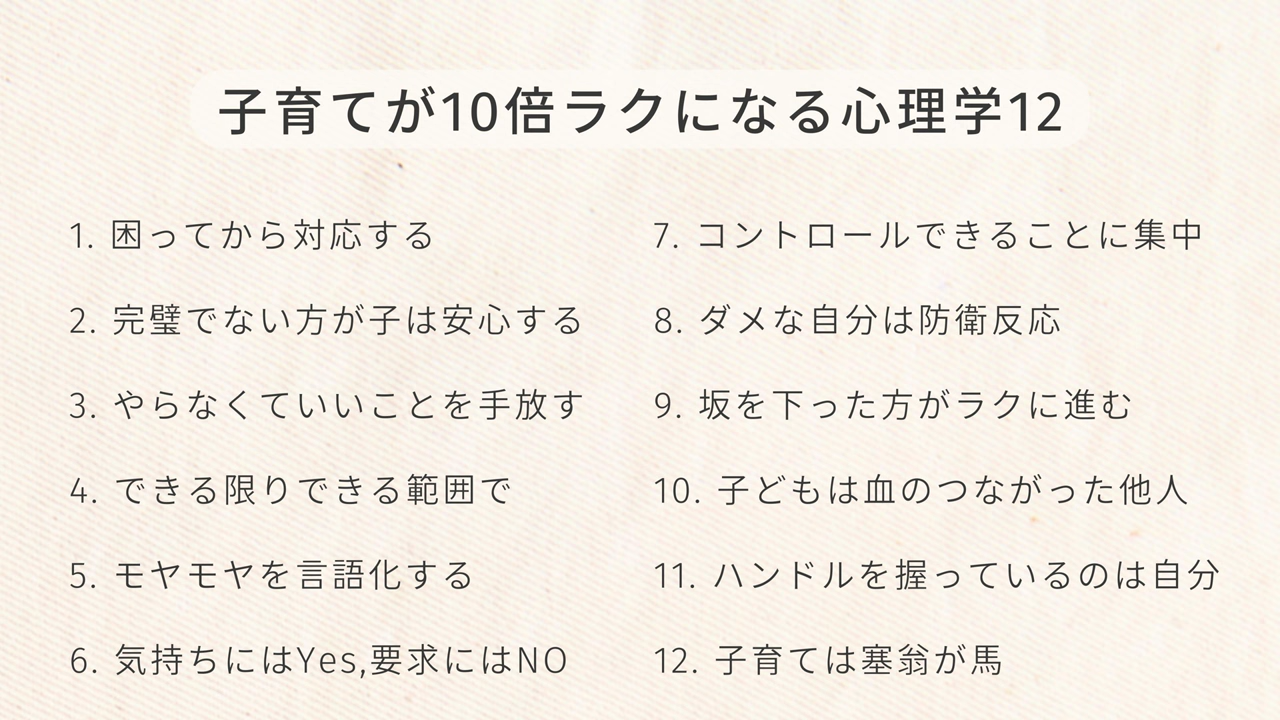 子育てが10倍ラクになる心理学12
1. 困ってから対応する
2. 完璧でない方が子は安心する
3. やらなくていいことを手放す
4. できる限りできる範囲で
5. モヤモヤを言語化する
6. 気持ちにはYes,要求にはNO
7. コントロールできることに集中
8. ダメな自分は防衛反応
9. 坂を下った方がラクに進む
10. 子どもは血のつながった他人
11. ハンドルを握っているのは自分
12. 子育ては塞翁が馬